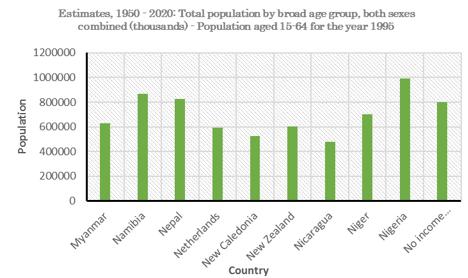 Estimates, 1950 - 2020: Total population by broad age group, both sexes
combined (thousands) - Population aged 15-64 for the year 1995
1200000
1000000
800000
600000
400000
200000
0
Population
Myanmar
Namibia
Nepal
Netherlands
New Caledonia
New Zealand
Nicaragua
Niger
Nigeria
No income...
Country